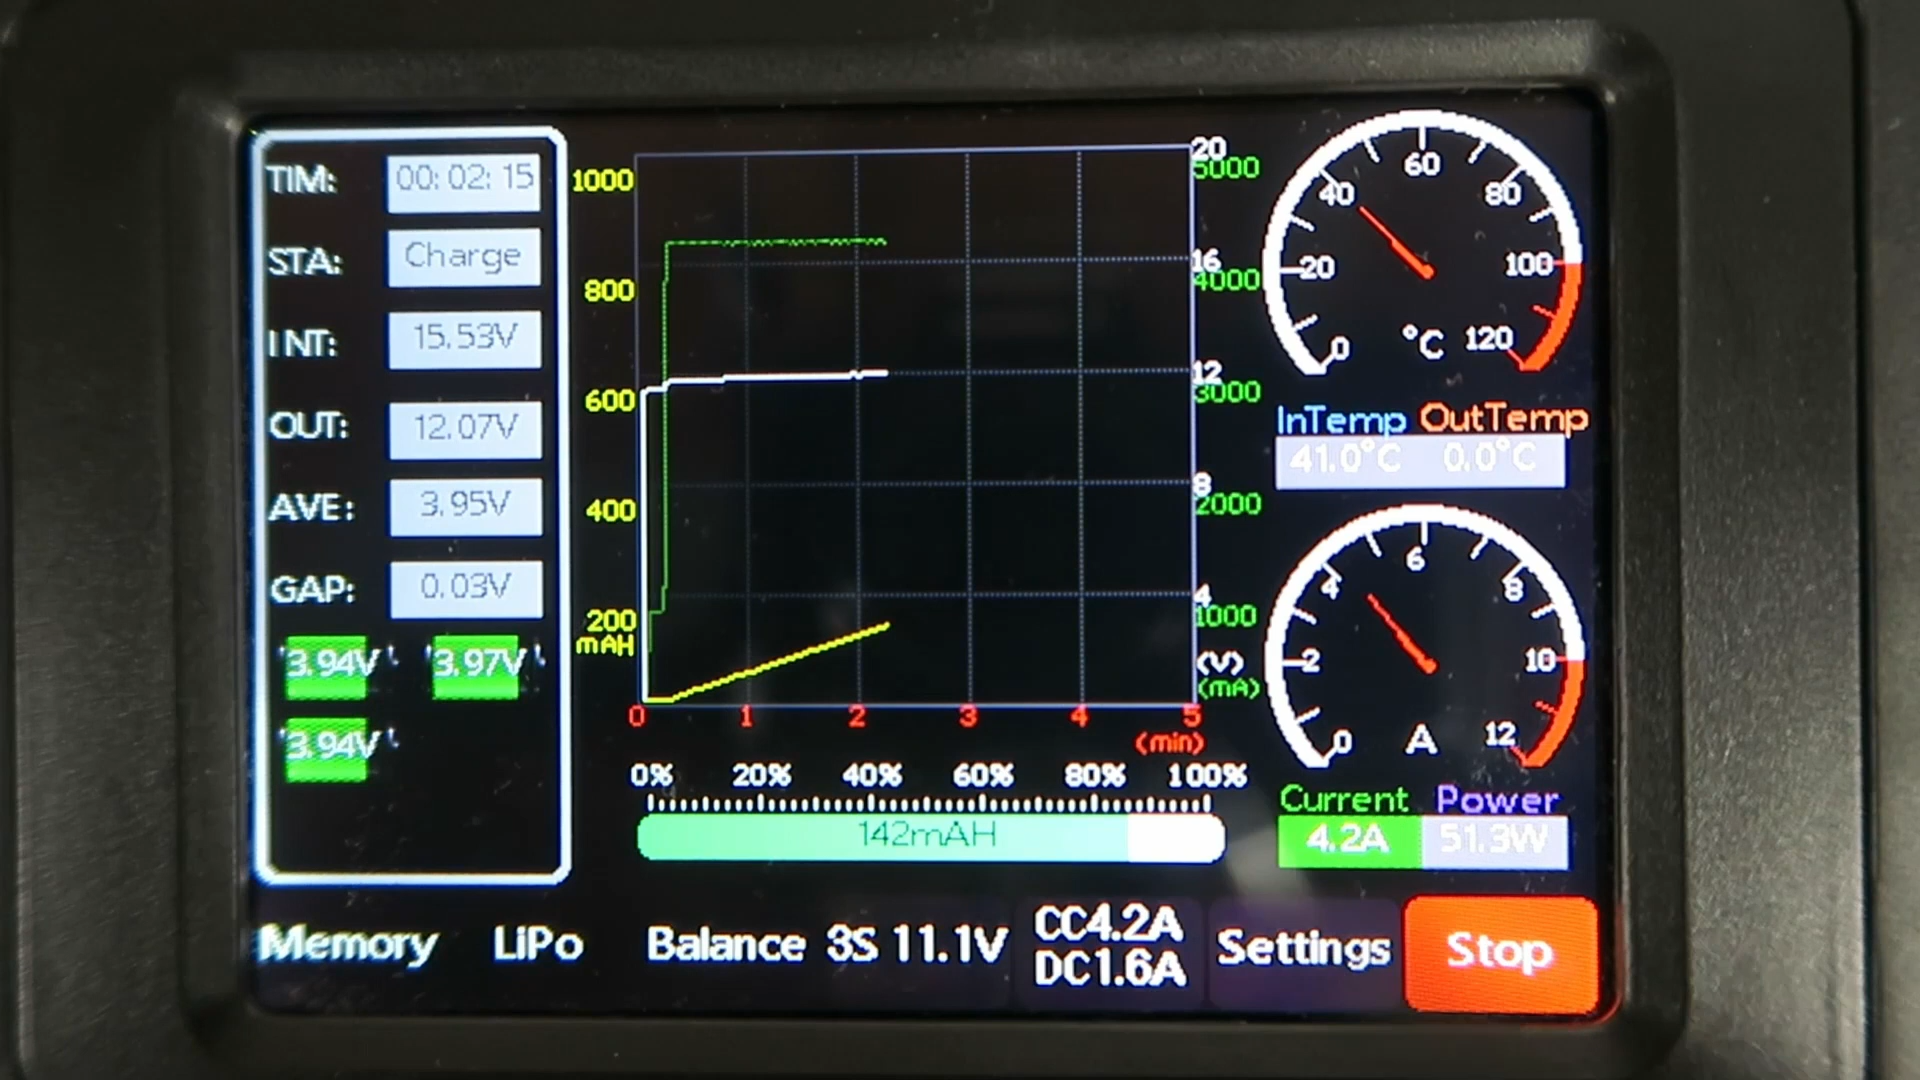 TIM: 00:02:15
STA: Charge
INT: 15.53V
OUT: 12.07V
AVE: 3.95V
GAP: 0.03V
3.94V 3.97V
3.94V
1000
800
600
400
200
mAH
20
5000
16
4000
12
3000
8
2000
4
1000
(V)
(mA)
0 1 2 3 4 5
(min)
0% 20% 40% 60% 80% 100%
142mAH
0 20 40 60 80 100 120
°C
InTemp OutTemp
41.0°C 0.0°C
0 2 4 6 8 10 12
A
Current Power
4.2A 51.3W
Memory LiPo Balance 3S 11.1V
CC4.2A
DC1.6A
Settings
Stop